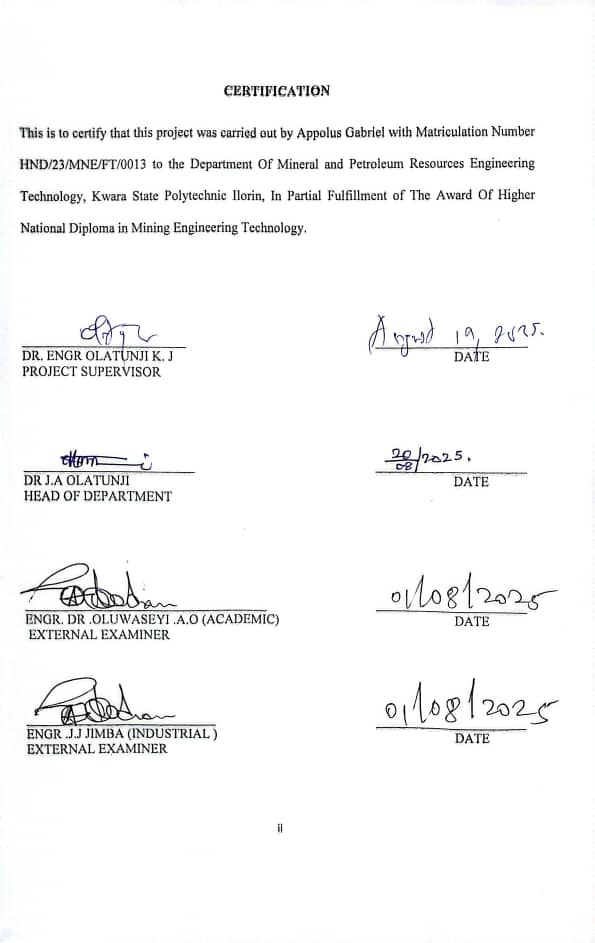 CERTIFICATION
This is to certify that this project was carried out by Appolus Gabriel with Matriculation Number
HND/23/MNE/FT/0013 to the Department Of Mineral and Petroleum Resources Engineering
Technology, Kwara State Polytechnic Ilorin, In Partial Fulfillment of The Award Of Higher
National Diploma in Mining Engineering Technology.
August 19, 2025.
DR. ENGR OLATUNJI K. J
DATE
PROJECT SUPERVISOR
20/08/2025.
DR J.A OLATUNJI
DATE
HEAD OF DEPARTMENT
01/08/2025
ENGR. DR .OLUWASEYI .A.O (ACADEMIC)
DATE
EXTERNAL EXAMINER
01/08/2025
ENGR .J.J JIMBA (INDUSTRIAL )
DATE
EXTERNAL EXAMINER
ii